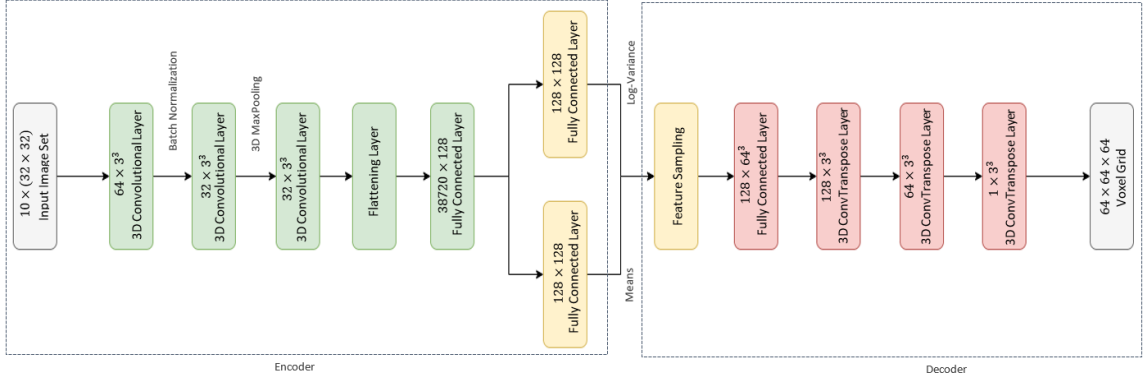 10 × (32 × 32)
Input Image Set
64 × 3³
3D Convolutional Layer
Batch Normalization
32 × 3³
3D Convolutional Layer
3D MaxPooling
32 × 3³
3D Convolutional Layer
Flattening Layer
38720 × 128
Fully Connected Layer
128 × 128
Fully Connected Layer
128 × 128
Fully Connected Layer
Log-Variance
Means
Feature Sampling
128 × 64³
Fully Connected Layer
128 × 3³
3D ConvTranspose Layer
64 × 3³
3D ConvTranspose Layer
1 × 3³
3D ConvTranspose Layer
64 × 64 × 64
Voxel Grid
Encoder
Decoder